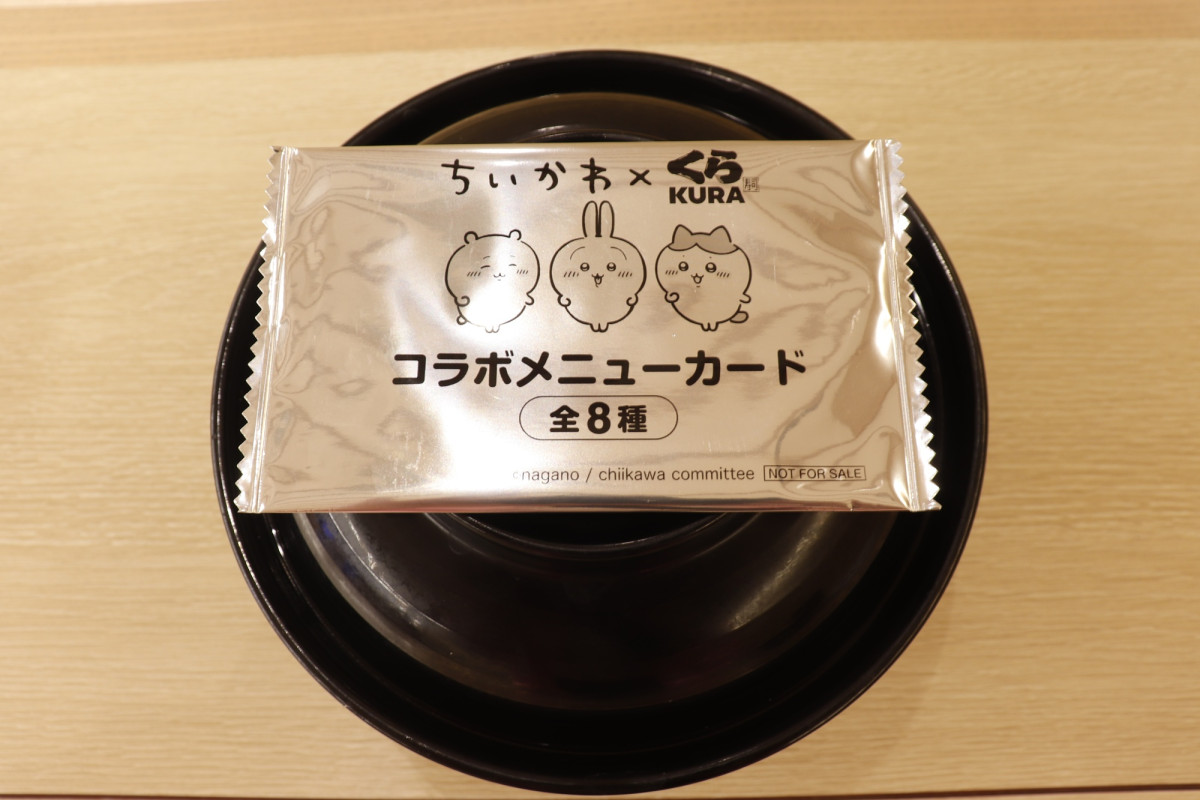 ちいかわ×くら
KURA
コラボメニューカード
全8種
©nagano / chiikawa committee NOT FOR SALE